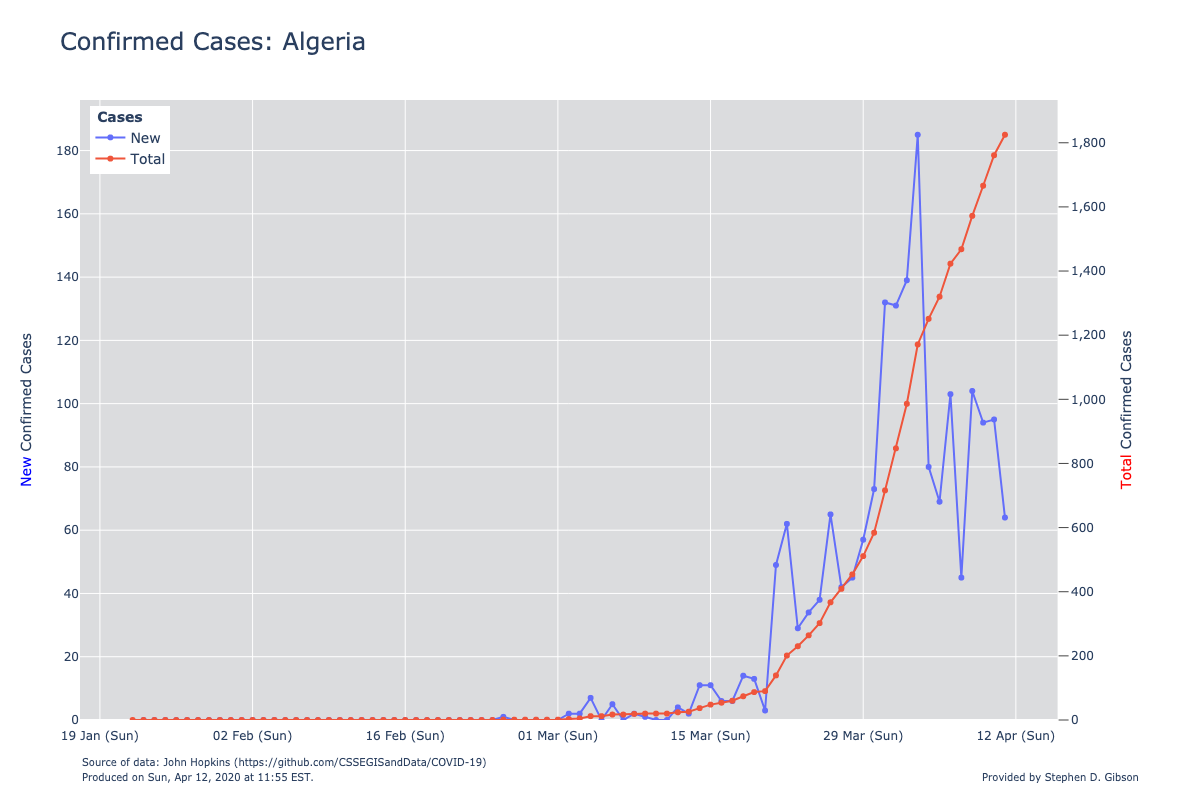 Confirmed Cases: Algeria
Cases
New
Total
180
160
140
120
100
80
60
40
20
0
New Confirmed Cases
1,800
1,600
1,400
1,200
1,000
800
600
400
200
0
Total Confirmed Cases
19 Jan (Sun) 02 Feb (Sun) 16 Feb (Sun) 01 Mar (Sun) 15 Mar (Sun) 29 Mar (Sun) 12 Apr (Sun)
Source of data: John Hopkins (https://github.com/CSSEGISandData/COVID-19)
Produced on Sun, Apr 12, 2020 at 11:55 EST.
Provided by Stephen D. Gibson